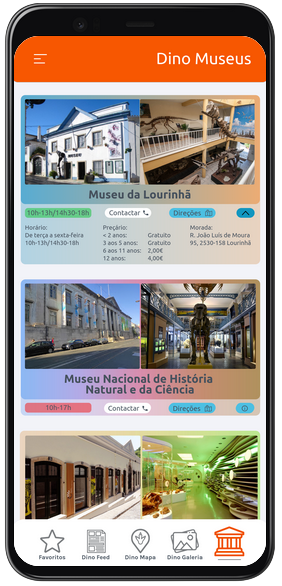 Dino Museus
Museu da Lourinhã
10h-13h/14h30-18h Contactar Direções
Horário:
De terça a sexta-feira
10h-13h/14h30-18h
Preçário:
< 2 anos: Gratuito
3 aos 5 anos: Gratuito
6 aos 11 anos: 2,00€
12 anos: 4,00€
Morada:
R. João Luis de Moura
95, 2530-158 Lourinhã
Museu Nacional de História
Natural e da Ciência
10h-17h Contactar Direções
Favoritos Dino Feed Dino Mapa Dino Galeria